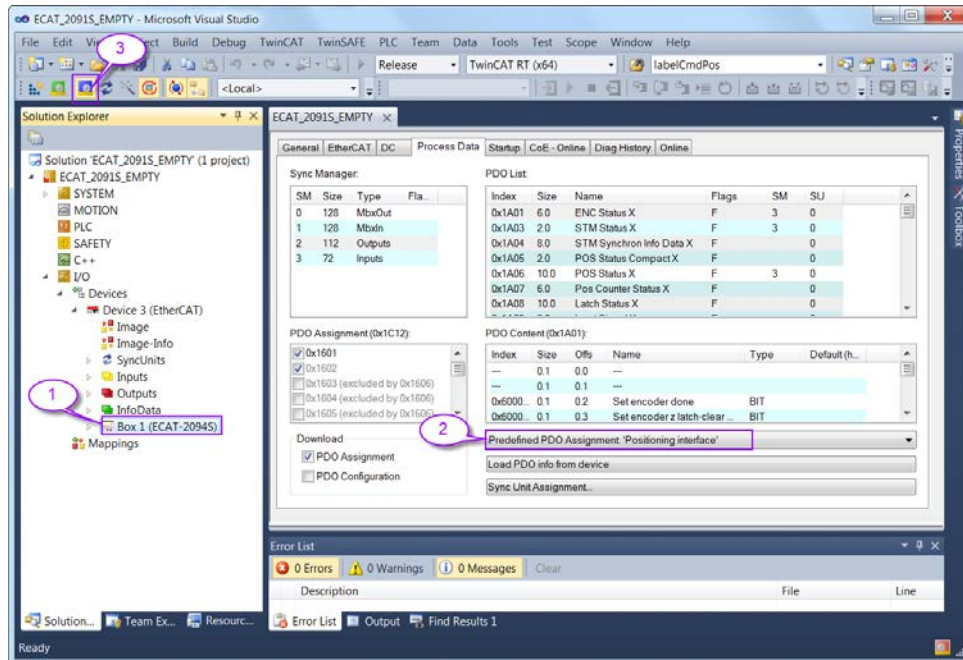 ECAT_2091S_EMPTY - Microsoft Visual Studio
File Edit Vi ject Build Debug TwinCAT TwinSAFE PLC Team Data Tools Test Scope Window Help
3
Release TwinCAT RT (x64) labelCmdPos
<Local>
Solution Explorer
Solution 'ECAT_2091S_EMPTY' (1 project)
ECAT_2091S_EMPTY
SYSTEM
MOTION
PLC
SAFETY
C++
I/O
Devices
Device 3 (EtherCAT)
Image
Image-Info
SyncUnits
Inputs
Outputs
InfoData
1
Box 1 (ECAT-2094S)
Mappings
Solution... Team Ex... Resourc...
ECAT_2091S_EMPTY
General EtherCAT DC Process Data Startup CoE - Online Diag History Online
Sync Manager:
SM Size Type Fla...
0 128 MbxOut
1 128 MbxIn
2 112 Outputs
3 72 Inputs
PDO List:
Index Size Name Flags SM SU
0x1A01 6.0 ENC Status X F 3 0
0x1A03 2.0 STM Status X F 3 0
0x1A04 8.0 STM Synchron Info Data X F 0
0x1A05 2.0 POS Status Compact X F 0
0x1A06 10.0 POS Status X F 3 0
0x1A07 6.0 Pos Counter Status X F 0
0x1A08 10.0 Latch Status X F 0
PDO Assignment (0x1C12):
0x1601
0x1602
0x1603 (excluded by 0x1606)
0x1604 (excluded by 0x1606)
0x1605 (excluded by 0x1606)
PDO Content (0x1A01):
Index Size Offs Name Type Default (h...
--- 0.1 0.0 ---
--- 0.1 0.1 ---
0x6000... 0.1 0.2 Set encoder done BIT
0x6000... 0.1 0.3 Set encoder z latch-clear ... BIT
Download
PDO Assignment
PDO Configuration
2
Predefined PDO Assignment: 'Positioning interface'
Load PDO info from device
Sync Unit Assignment...
Properties
Toolbox
Error List
0 Errors 0 Warnings 0 Messages Clear
Description File Line
Error List Output Find Results 1
Ready